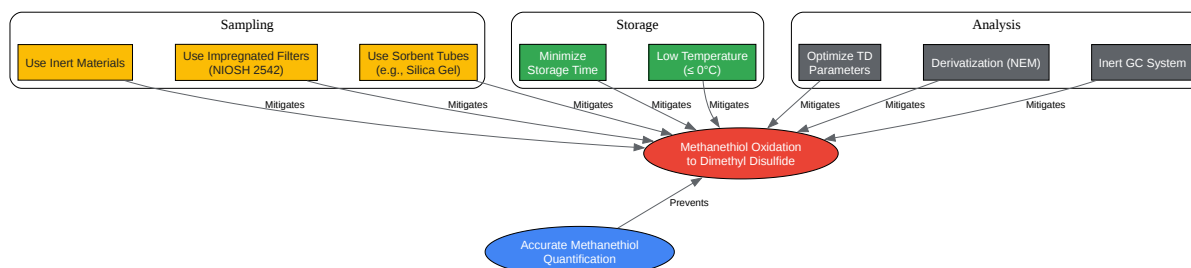 Sampling
Storage
Analysis
Use Inert Materials
Use Impregnated Filters
(NIOSH 2542)
Use Sorbent Tubes
(e.g., Silica Gel)
Minimize
Storage Time
Low Temperature
(≤ 0°C)
Optimize TD
Parameters
Derivatization (NEM)
Inert GC System
Mitigates
Mitigates
Mitigates
Mitigates
Mitigates
Mitigates
Mitigates
Mitigates
Methanethiol Oxidation
to Dimethyl Disulfide
Prevents
Accurate Methanethiol
Quantification